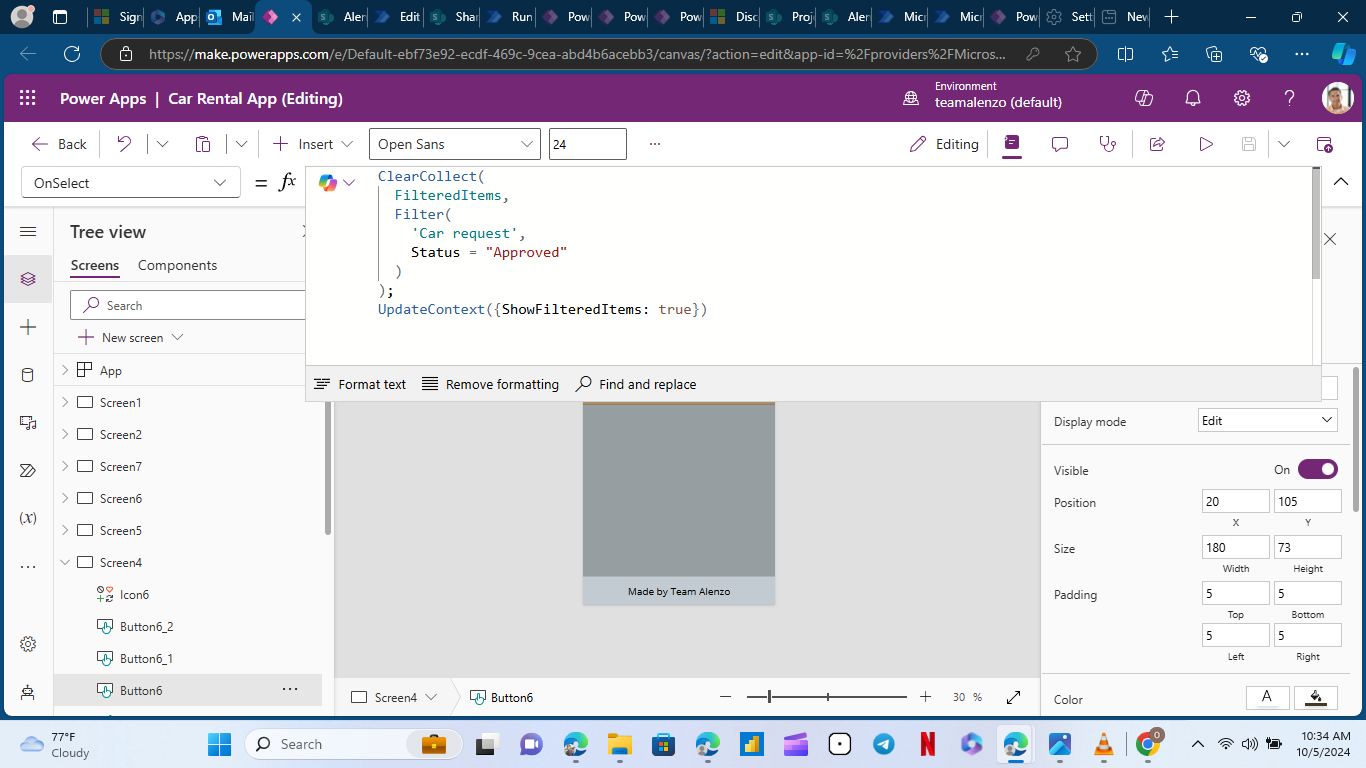 Sign
App
Mail
Aler
Edit
Shar
Run
Pow
Pow
Pow
Disc
Proj
Aler
Micr
Micr
Pow
Sett
New
https://make.powerapps.com/e/Default-ebf73e92-ecdf-469c-9cea-abd4b6acebb3/canvas/?action=edit&app-id=%2Fproviders%2FMicros...
Power Apps | Car Rental App (Editing)
Environment
teamalenzo (default)
Back
Insert
Open Sans
24
...
Editing
OnSelect
= fx
ClearCollect(
FilteredItems,
Filter(
'Car request',
Status = "Approved"
)
);
UpdateContext({ShowFilteredItems: true})
Format text
Remove formatting
Find and replace
Tree view
Screens
Components
Search
New screen
App
Screen1
Screen2
Screen7
Screen6
Screen5
Screen4
Icon6
Button6_2
Button6_1
Button6
...
(x)
Made by Team Alenzo
Screen4
Button6
30 %
Display mode
Edit
Visible
On
Position
20
105
X
Y
Size
180
73
Width
Height
Padding
5
5
Top
Bottom
5
5
Left
Right
Color
A
77°F
Cloudy
Search
N
0
10:34 AM
10/5/2024